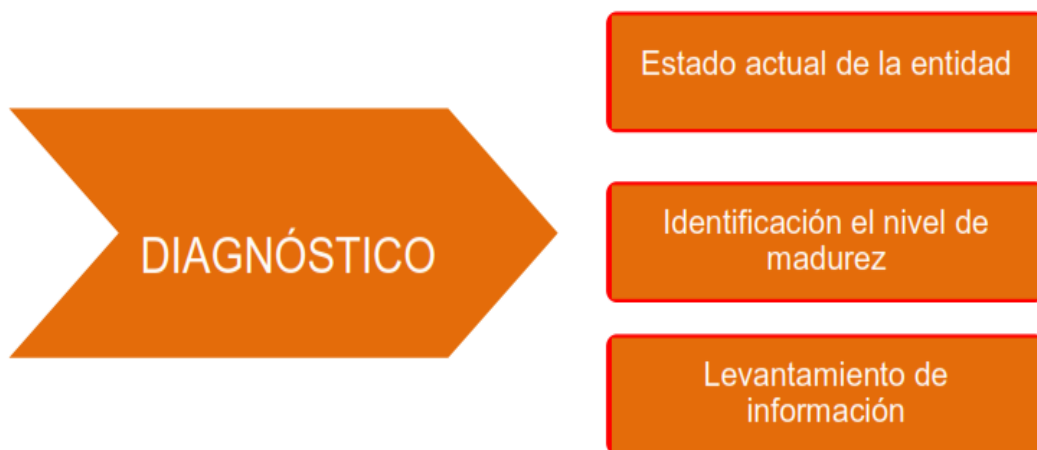 DIAGNÓSTICO
Estado actual de la entidad
Identificación el nivel de
madurez
Levantamiento de
información